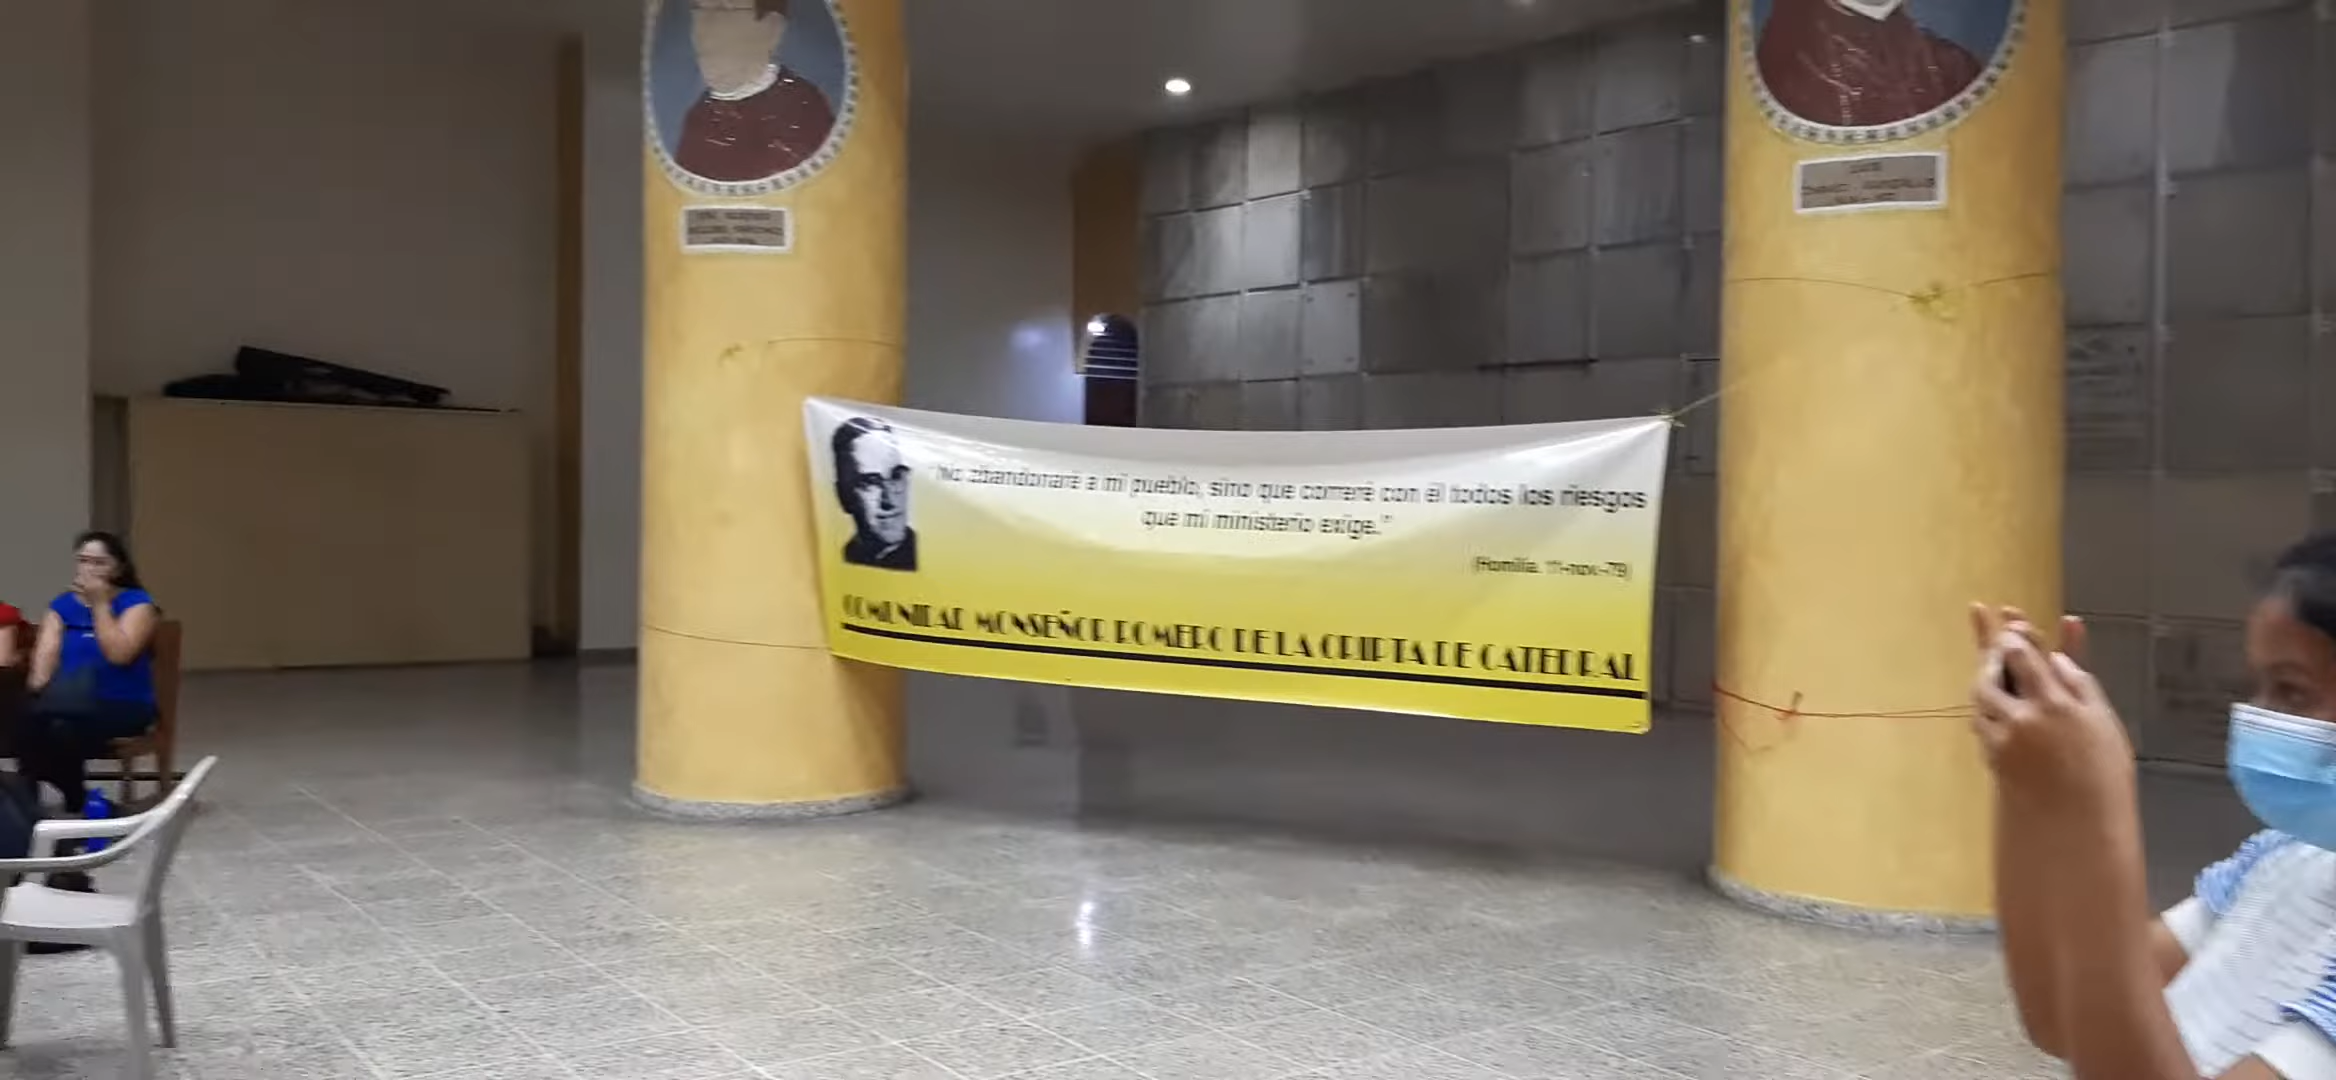 "No abandonaré a mi pueblo, sino que correré con él todos los riesgos
que mi ministerio exige."
(Homilía. 11-nov.-79)
COMUNIDAD MONSEÑOR ROMERO DE LA CRIPTA DE CATEDRAL